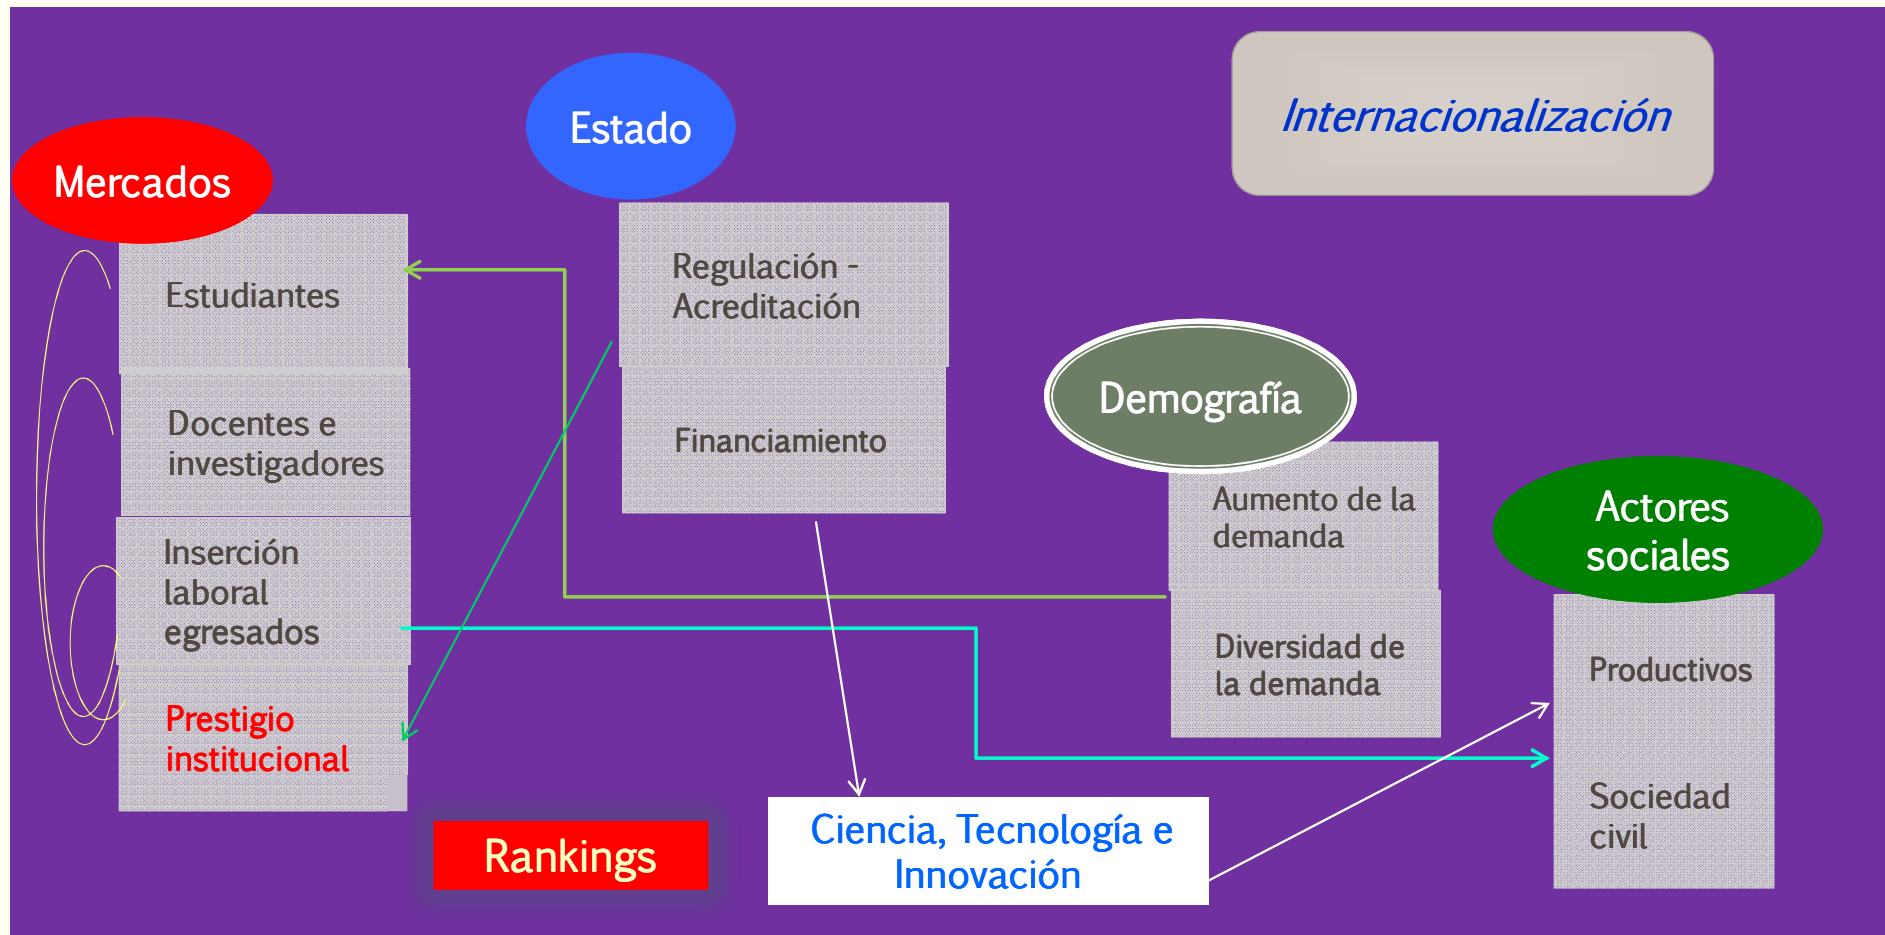 Mercados
Estudiantes
Docentes e
investigadores
Inserción
laboral
egresados
Prestigio
institucional
Estado
Regulación -
Acreditación
Financiamiento
Internacionalización
Demografía
Aumento de la
demanda
Diversidad de
la demanda
Actores
sociales
Productivos
Sociedad
civil
Rankings
Ciencia, Tecnología e
Innovación